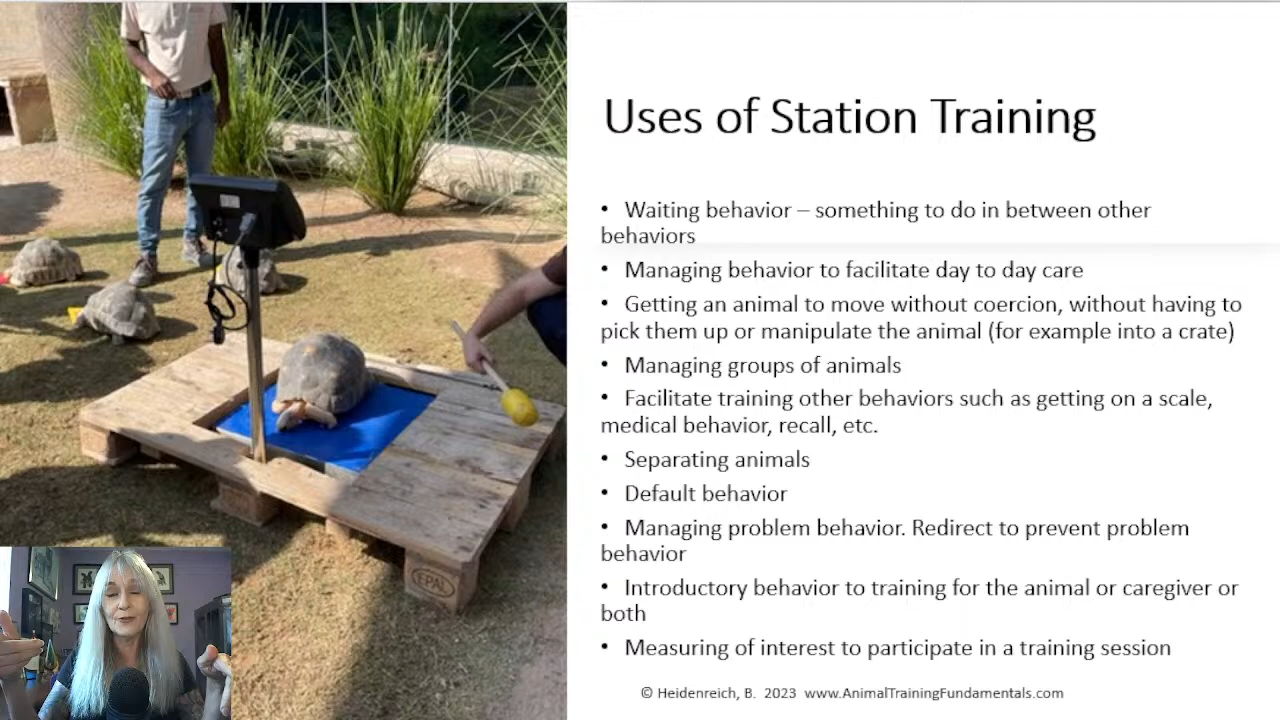 Uses of Station Training
• Waiting behavior – something to do in between other
behaviors
• Managing behavior to facilitate day to day care
• Getting an animal to move without coercion, without having to
pick them up or manipulate the animal (for example into a crate)
• Managing groups of animals
• Facilitate training other behaviors such as getting on a scale,
medical behavior, recall, etc.
• Separating animals
• Default behavior
• Managing problem behavior. Redirect to prevent problem
behavior
• Introductory behavior to training for the animal or caregiver or
both
• Measuring of interest to participate in a training session
© Heidenreich, B. 2023 www.AnimalTrainingFundamentals.com
EPAL